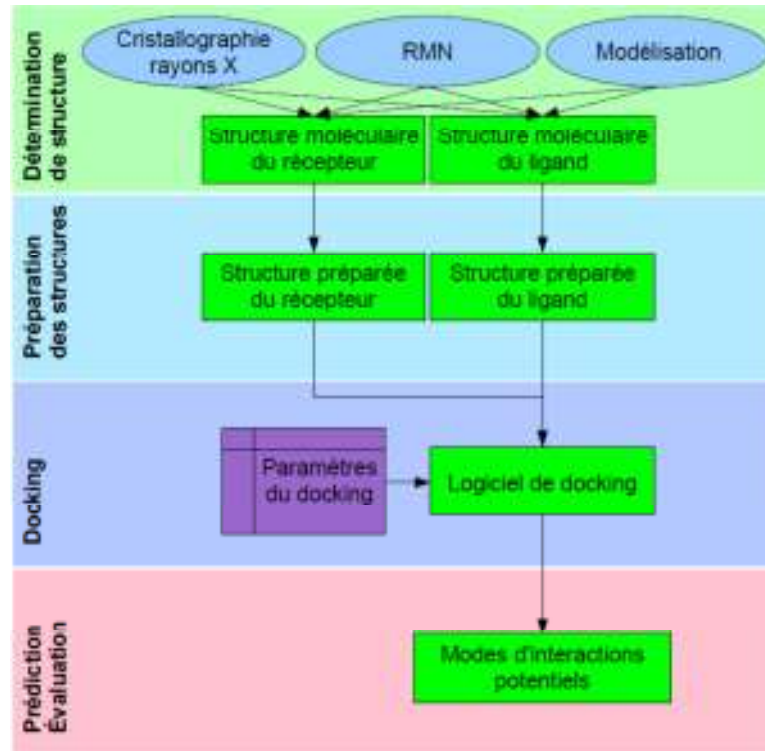 Détermination
de structure
Cristallographie
rayons X
RMN
Modélisation
Structure moléculaire
du récepteur
Structure moléculaire
du ligand
Préparation
des structures
Structure préparée
du récepteur
Structure préparée
du ligand
Docking
Paramètres
du docking
Logiciel de docking
Prédiction
Évaluation
Modes d'interactions
potentiels